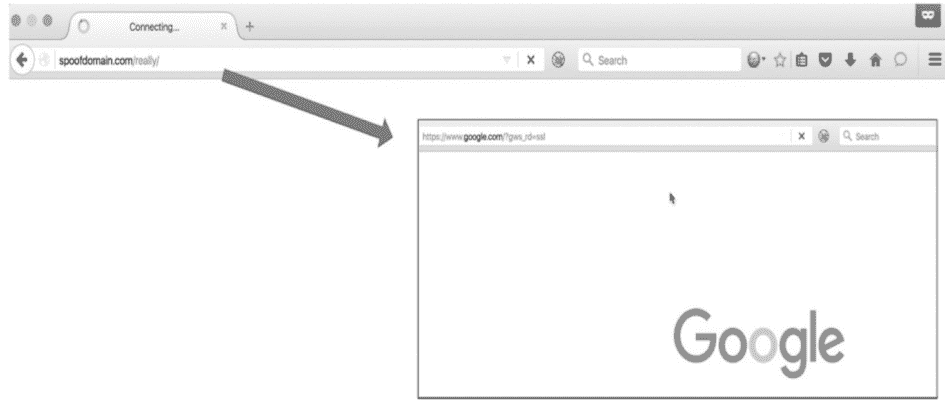 Connecting...
spoofdomain.com/really/
Search
https://www.google.com/?gws_rd=ssl
Search
Google